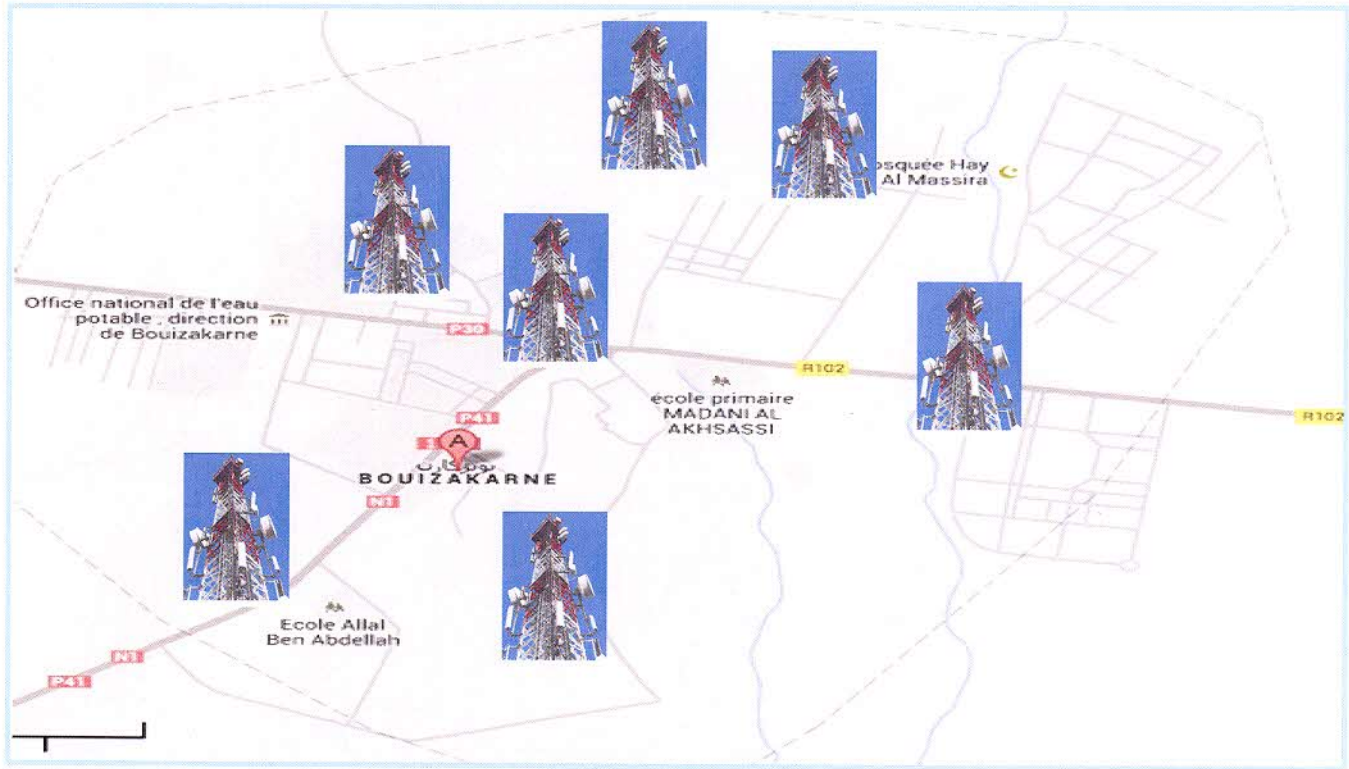 osquée Hay
Al Massira
Office national de l'eau
potable , direction
de Bouizakarne
P30
R102
école primaire
MADANI AL
AKHSASSI
R102
P41
A
BOUIZAKARNE
N1
Ecole Allal
Ben Abdellah
N1
P41